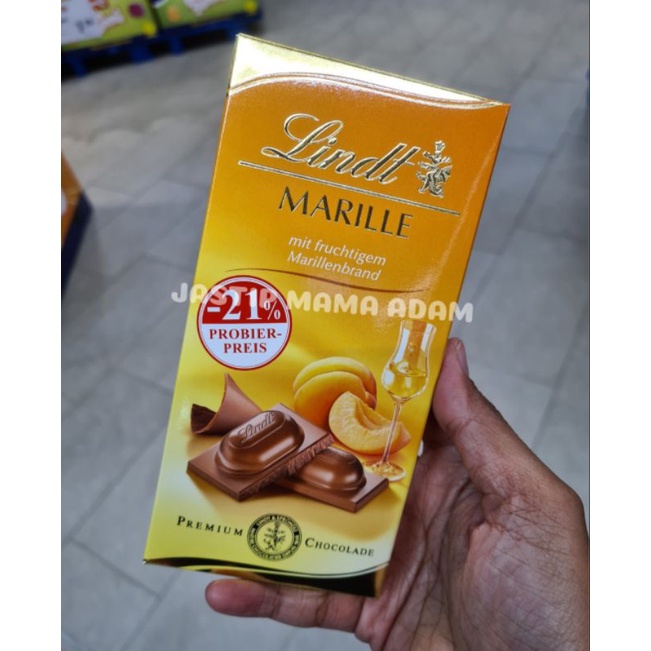 Lindt
MARILLE
mit fruchtigem
Marillenbrand
JASTIP MAMA ADAM
-21%
PROBIER-
PREIS
Lindt
PREMIUM CHOCOLADE